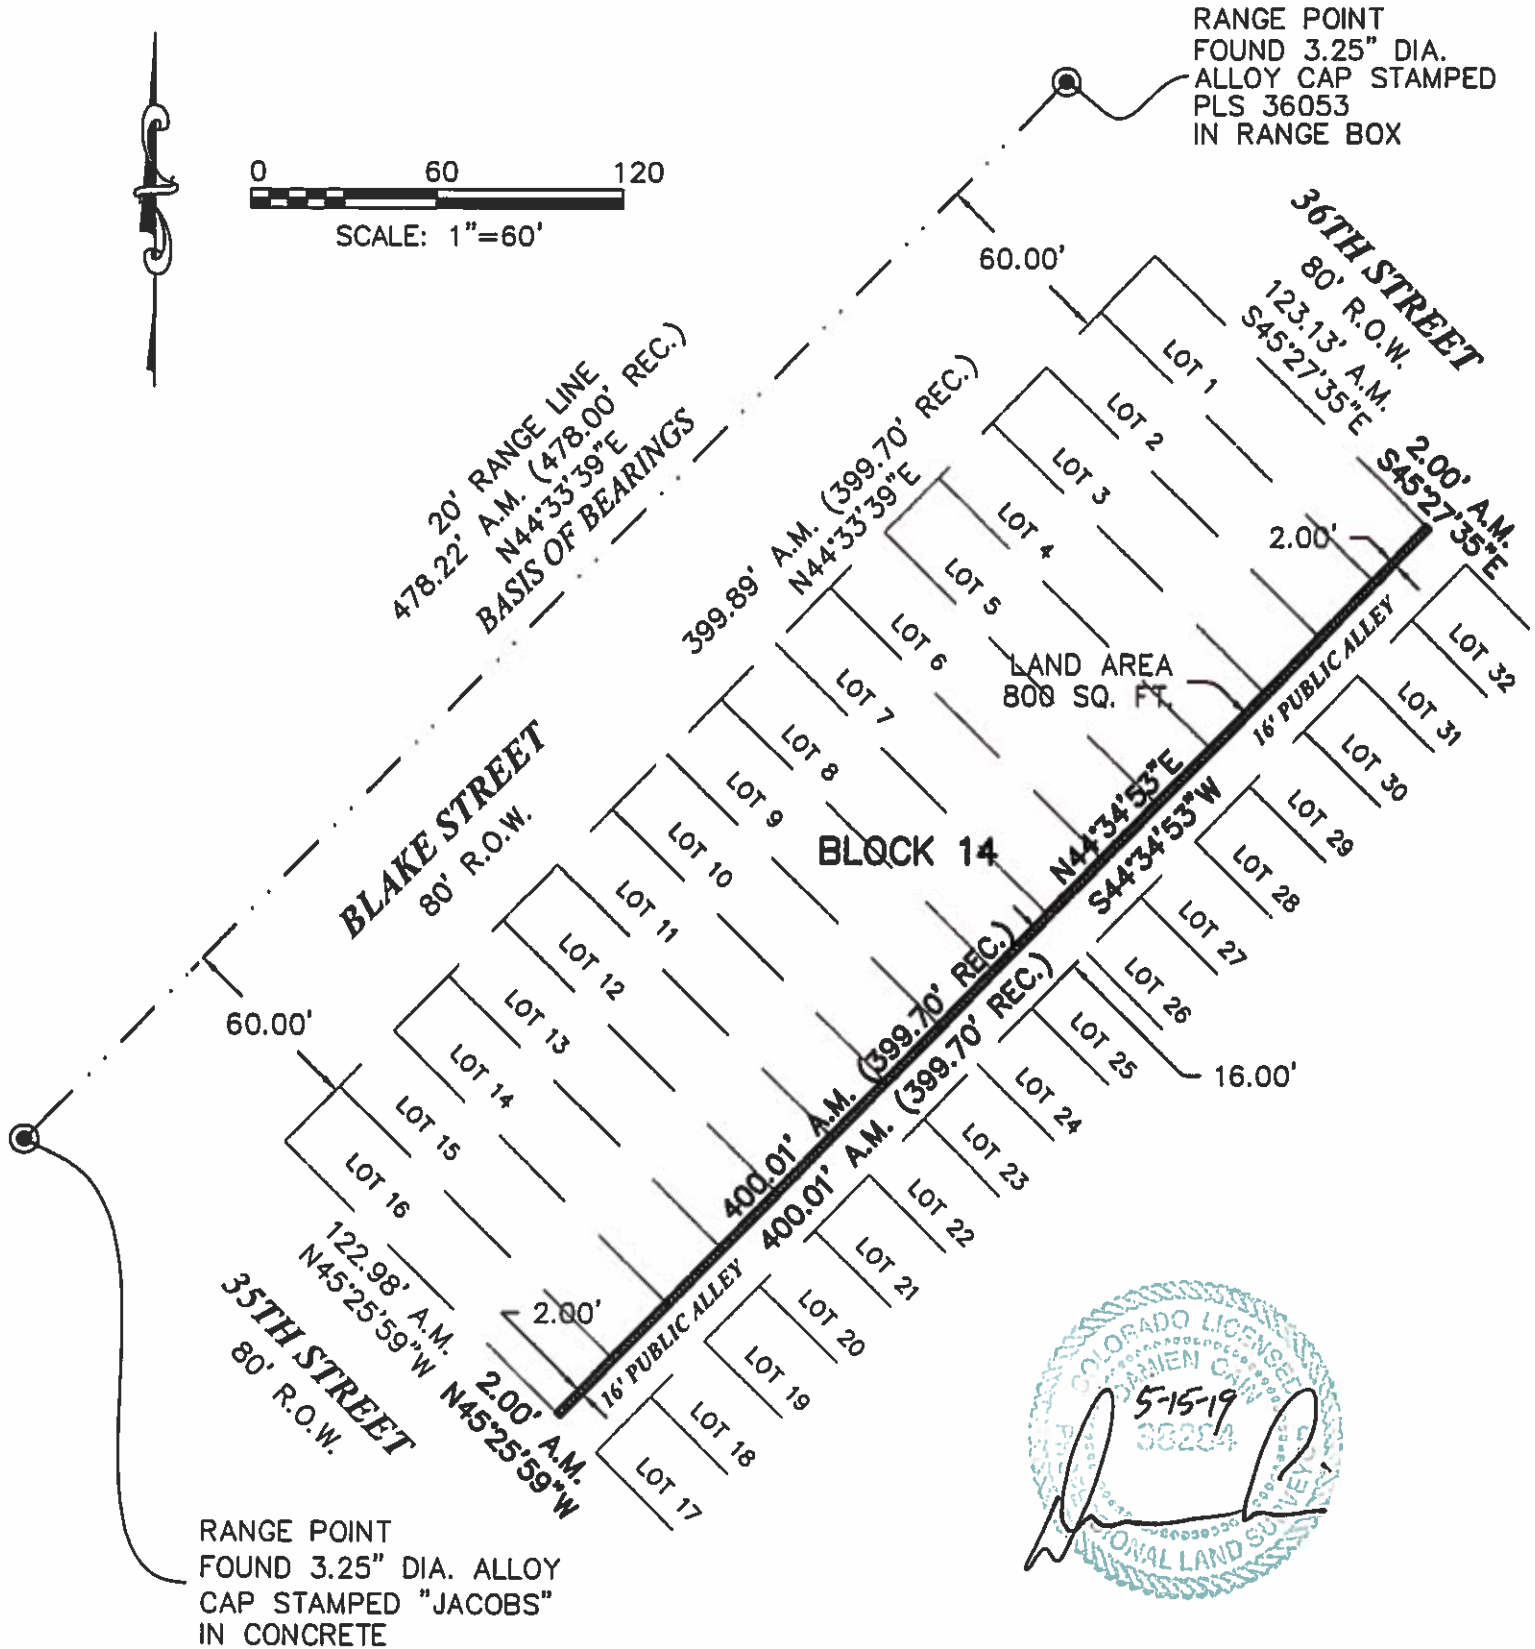 RANGE POINT
FOUND 3.25" DIA.
ALLOY CAP STAMPED
PLS 36053
IN RANGE BOX
0 60 120
SCALE: 1"=60'
60.00'
36TH STREET
80' R.O.W.
123.13' A.M.
S45°27'35"E
2.00' A.M.
S45°27'35"E
2.00'
20' RANGE LINE
478.22' A.M. (478.00' REC.)
N44°33'39"E
BASIS OF BEARINGS
399.89' A.M. (399.70' REC.)
N44°33'39"E
LOT 1
LOT 2
LOT 3
LOT 4
LOT 5
LOT 6
LOT 7
LOT 8
LOT 9
LOT 10
LOT 11
LOT 12
LOT 13
LOT 14
LOT 15
LOT 16
LAND AREA
800 SQ. FT.
16' PUBLIC ALLEY
BLOCK 14
N44°34'53"E
S44°34'53"W
BLAKE STREET
80' R.O.W.
60.00'
400.01' A.M. (399.70' REC.)
400.01' A.M. (399.70' REC.)
16.00'
LOT 32
LOT 31
LOT 30
LOT 29
LOT 28
LOT 27
LOT 26
LOT 25
LOT 24
LOT 23
LOT 22
LOT 21
LOT 20
LOT 19
LOT 18
LOT 17
16' PUBLIC ALLEY
2.00'
122.98' A.M.
N45°25'59"W
2.00' A.M.
N45°25'59"W
35TH STREET
80' R.O.W.
RANGE POINT
FOUND 3.25" DIA. ALLOY
CAP STAMPED "JACOBS"
IN CONCRETE
COLORADO LICENSED
DAMIEN CAIN
5-15-19
38284
LAND SURVEYOR